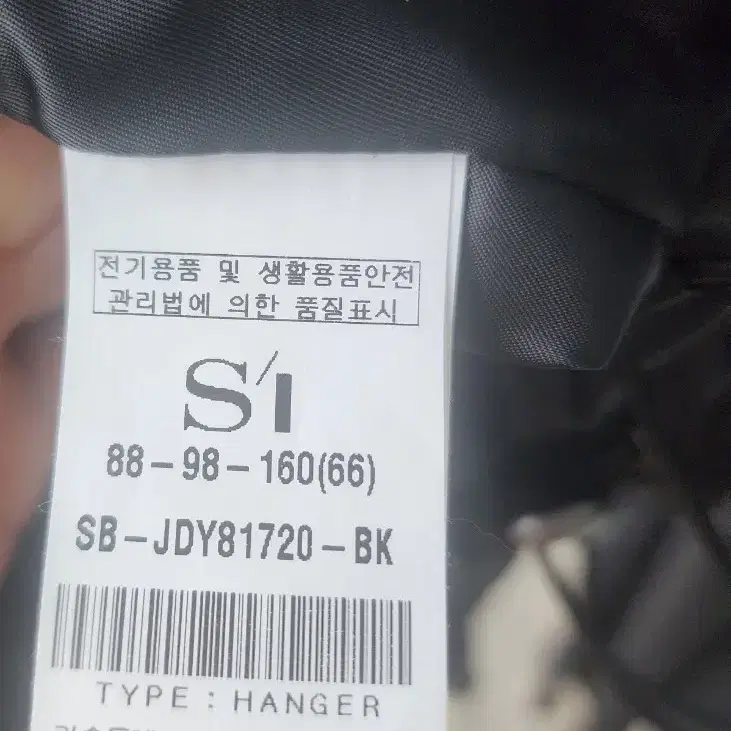 전기용품 및 생활용품안전
관리법에 의한 품질표시
S/I
88-98-160(66)
SB-JDY81720-BK
TYPE : HANGER